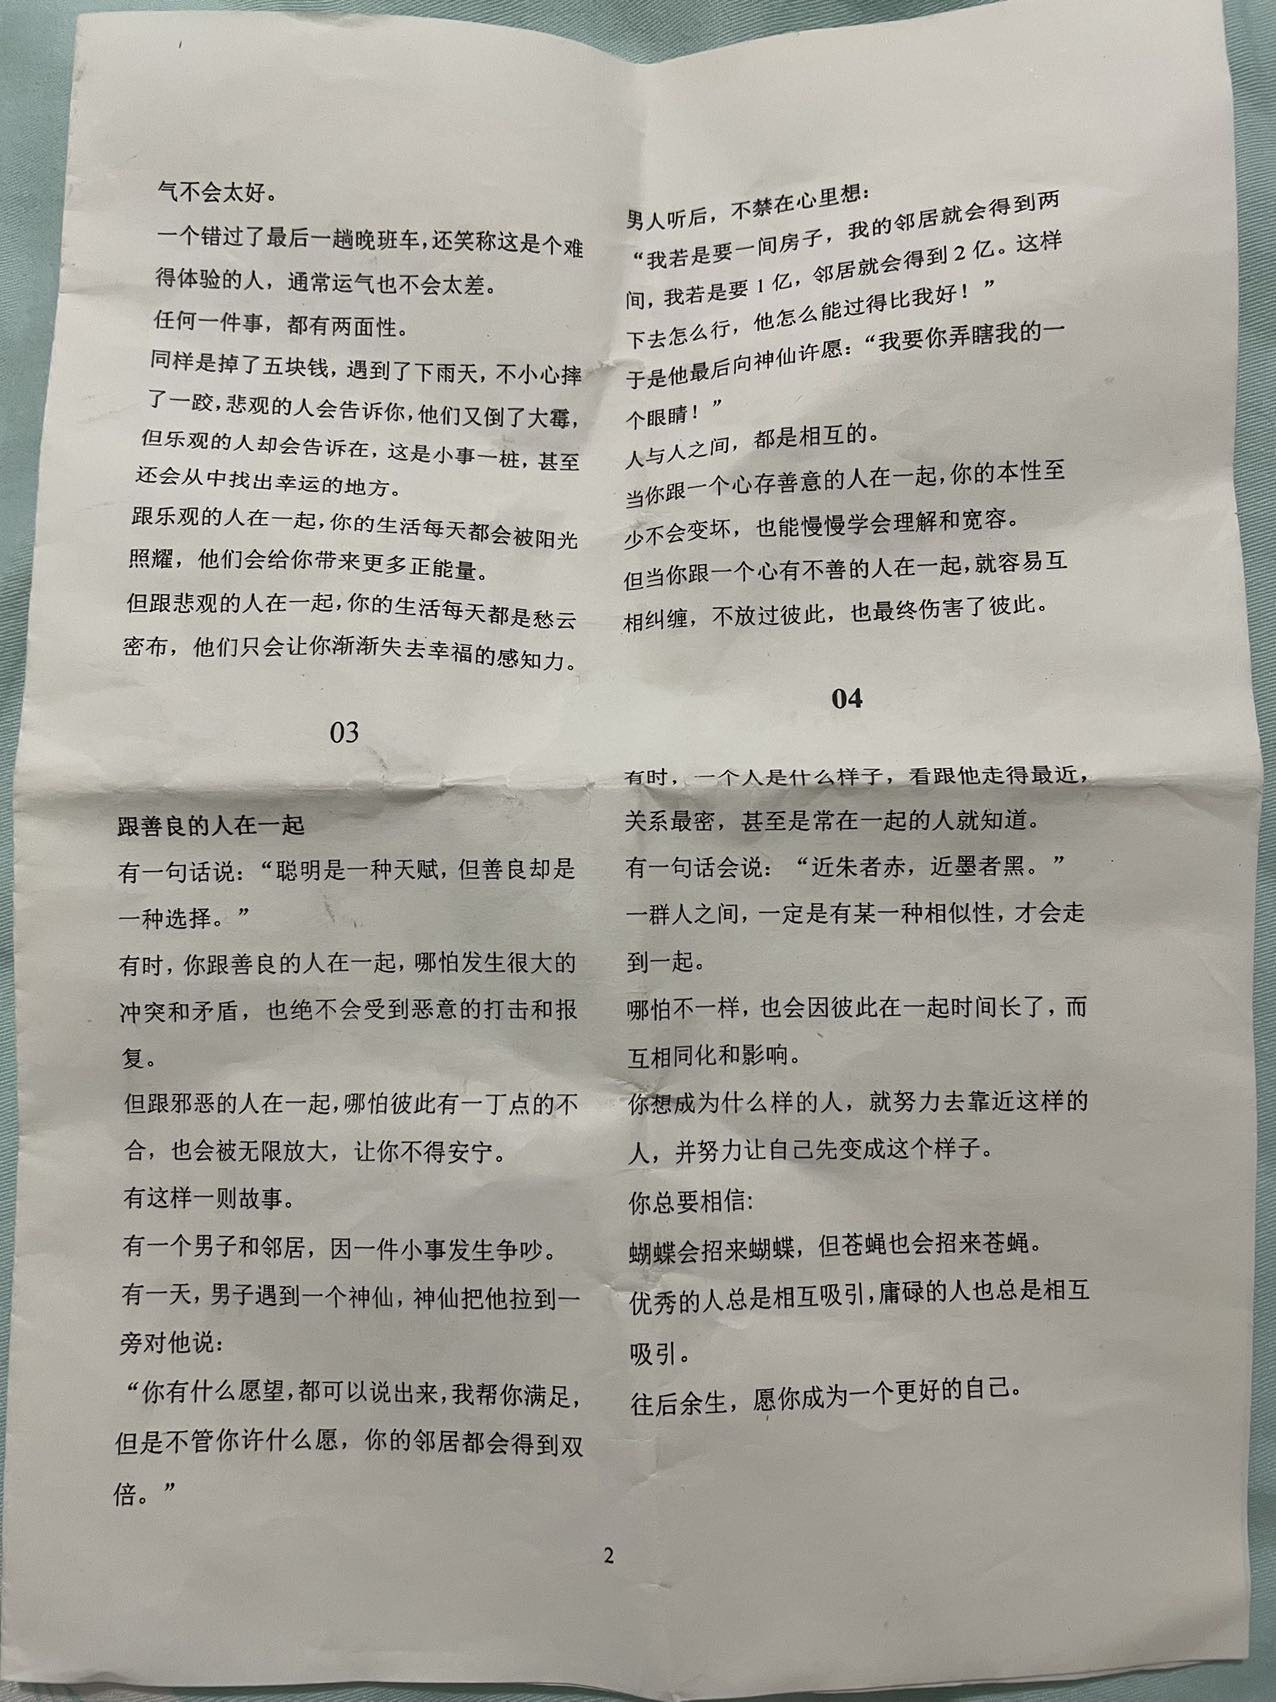 气不会太好。
一个错过了最后一趟晚班车，还笑称这是个难
得体验的人，通常运气也不会太差。
任何一件事，都有两面性。
同样是掉了五块钱，遇到了下雨天，不小心摔
了一跤，悲观的人会告诉你，他们又倒了大霉，
但乐观的人却会告诉在，这是小事一桩，甚至
还会从中找出幸运的地方。
跟乐观的人在一起，你的生活每天都会被阳光
照耀，他们会给你带来更多正能量。
但跟悲观的人在一起，你的生活每天都是愁云
密布，他们只会让你渐渐失去幸福的感知力。
03
跟善良的人在一起
有一句话说：“聪明是一种天赋，但善良却是
一种选择。”
有时，你跟善良的人在一起，哪怕发生很大的
冲突和矛盾，也绝不会受到恶意的打击和报
复。
但跟邪恶的人在一起，哪怕彼此有一丁点的不
合，也会被无限放大，让你不得安宁。
有这样一则故事。
有一个男子和邻居，因一件小事发生争吵。
有一天，男子遇到一个神仙，神仙把他拉到一
旁对他说：
“你有什么愿望，都可以说出来，我帮你满足，
但是不管你许什么愿，你的邻居都会得到双
倍。”
男人听后，不禁在心里想：
“我若是要一间房子，我的邻居就会得到两
间，我若是要 1 亿，邻居就会得到 2 亿。这样
下去怎么行，他怎么能过得比我好！”
于是他最后向神仙许愿：“我要你弄瞎我的一
个眼睛！”
人与人之间，都是相互的。
当你跟一个心存善意的人在一起，你的本性至
少不会变坏，也能慢慢学会理解和宽容。
但当你跟一个心有不善的人在一起，就容易互
相纠缠，不放过彼此，也最终伤害了彼此。
04
有时，一个人是什么样子，看跟他走得最近，
关系最密，甚至是常在一起的人就知道。
有一句话会说：“近朱者赤，近墨者黑。”
一群人之间，一定是有某一种相似性，才会走
到一起。
哪怕不一样，也会因彼此在一起时间长了，而
互相同化和影响。
你想成为什么样的人，就努力去靠近这样的
人，并努力让自己先变成这个样子。
你总要相信:
蝴蝶会招来蝴蝶，但苍蝇也会招来苍蝇。
优秀的人总是相互吸引，庸碌的人也总是相互
吸引。
往后余生，愿你成为一个更好的自己。
2